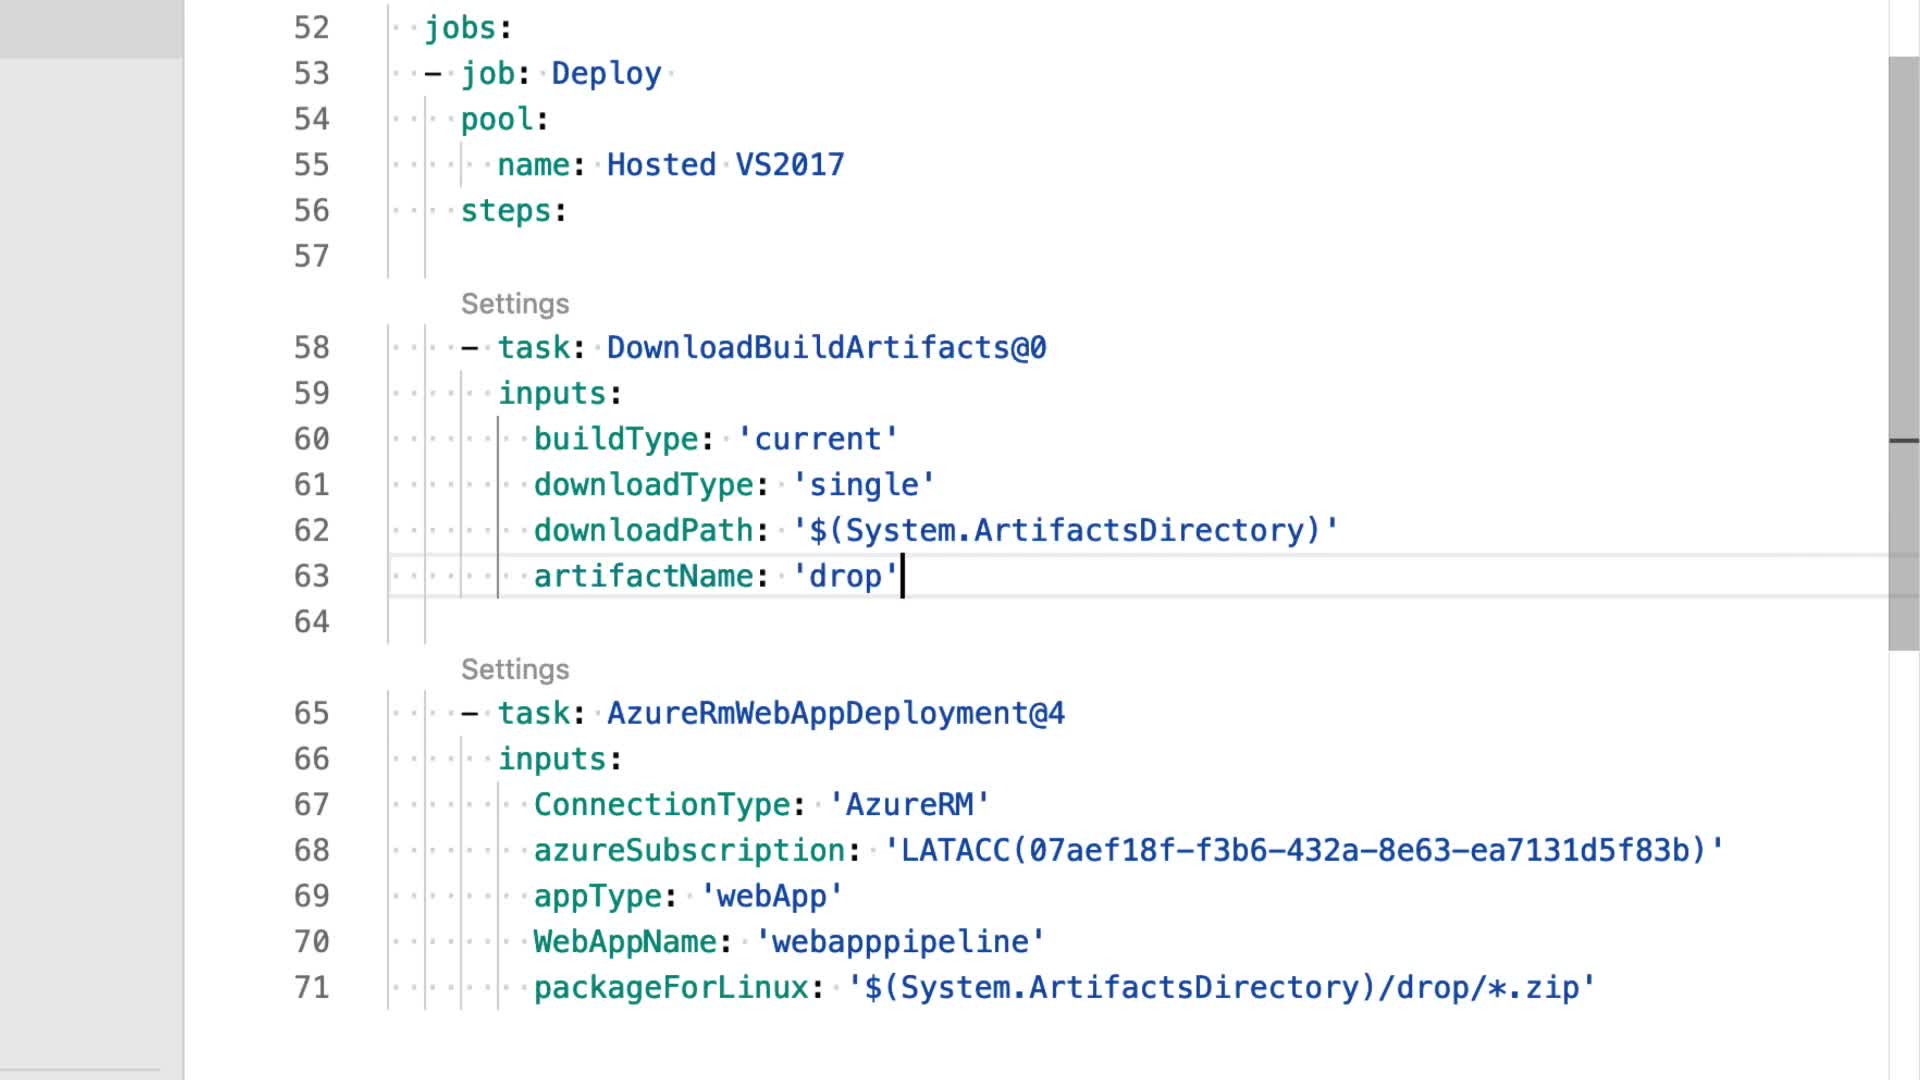 52 jobs:
53 - job: Deploy
54 pool:
55 name: Hosted VS2017
56 steps:
57
Settings
58 - task: DownloadBuildArtifacts@0
59 inputs:
60 buildType: 'current'
61 downloadType: 'single'
62 downloadPath: '$(System.ArtifactsDirectory)'
63 artifactName: 'drop'
64
Settings
65 - task: AzureRmWebAppDeployment@4
66 inputs:
67 ConnectionType: 'AzureRM'
68 azureSubscription: 'LATACC(07aef18f-f3b6-432a-8e63-ea7131d5f83b)'
69 appType: 'webApp'
70 WebAppName: 'webapppipeline'
71 packageForLinux: '$(System.ArtifactsDirectory)/drop/*.zip'